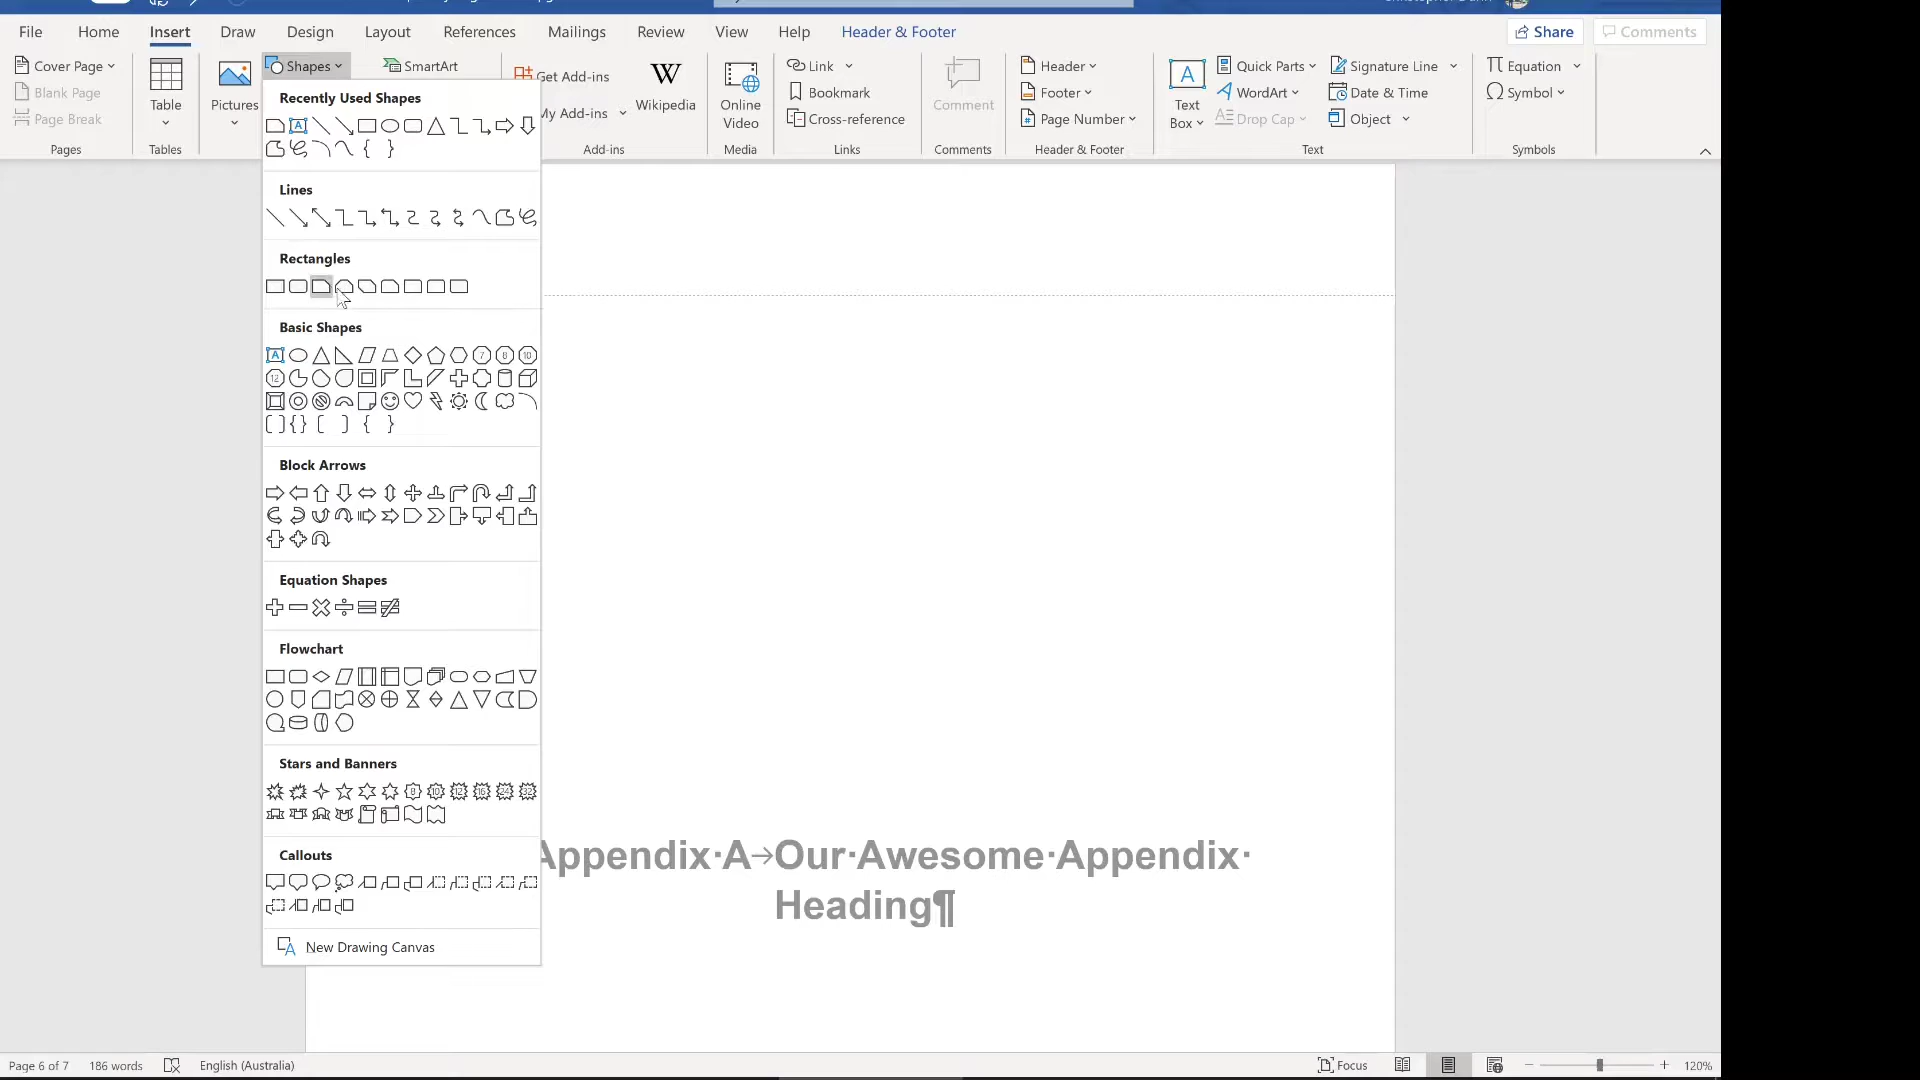 File Home Insert Draw Design Layout References Mailings Review View Help Header & Footer Share Comments
Cover Page
Blank Page
Page Break
Pages
Table
Tables
Pictures
Shapes
SmartArt
Get Add-ins
My Add-ins
Wikipedia
Add-ins
Online
Video
Media
Link
Bookmark
Cross-reference
Links
Comment
Comments
Header
Footer
Page Number
Header & Footer
A
Text
Box
Quick Parts
WordArt
Drop Cap
Signature Line
Date & Time
Object
Text
Equation
Symbol
Symbols
Recently Used Shapes
Lines
Rectangles
Basic Shapes
Block Arrows
Equation Shapes
Flowchart
Stars and Banners
Callouts
New Drawing Canvas
Appendix·A→Our·Awesome·Appendix·
Heading¶
Page 6 of 7 186 words English (Australia) Focus 120%